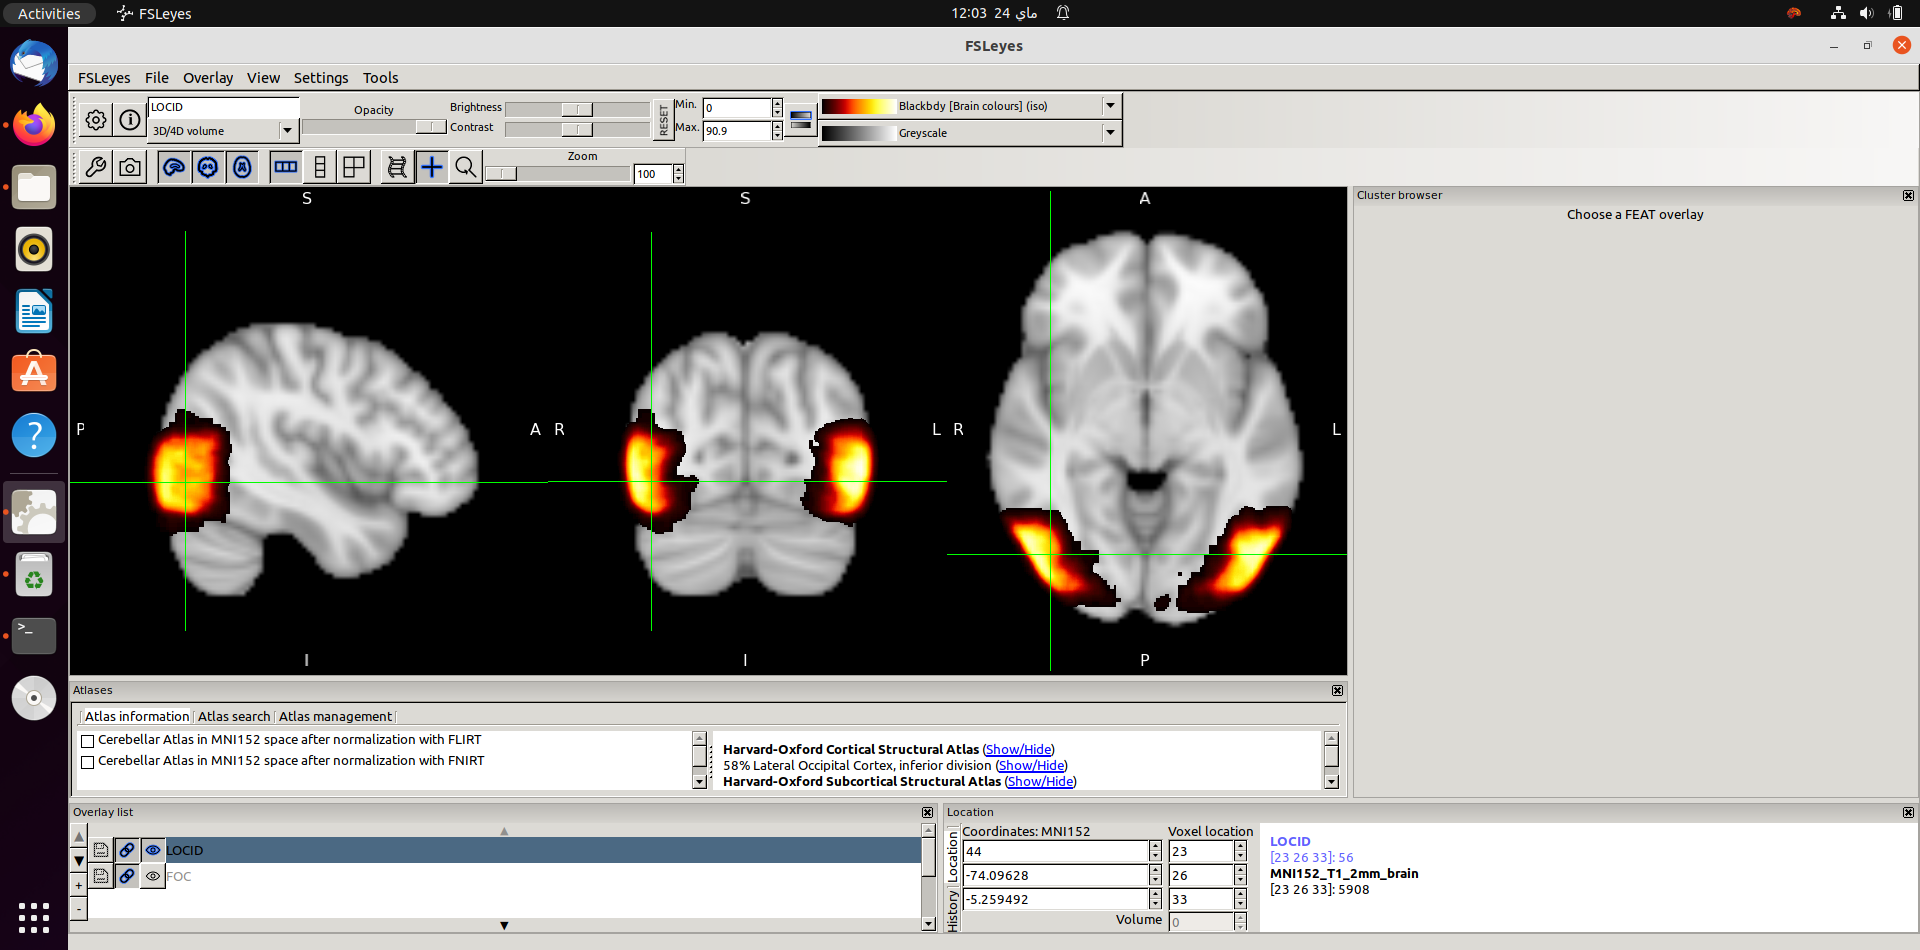 Activities
FSLeyes
12:03 24 ماي
FSLeyes
FSLeyes File Overlay View Settings Tools
LOCID
3D/4D volume
Opacity
Brightness
Contrast
RESET
Min. 0
Max. 90.9
Blackbdy [Brain colours] (iso)
Greyscale
Zoom
100
S
S
A
P
A
R
L
R
L
I
I
P
Cluster browser
Choose a FEAT overlay
Atlases
Atlas information Atlas search Atlas management
Cerebellar Atlas in MNI152 space after normalization with FLIRT
Cerebellar Atlas in MNI152 space after normalization with FNIRT
Harvard-Oxford Cortical Structural Atlas (Show/Hide)
58% Lateral Occipital Cortex, inferior division (Show/Hide)
Harvard-Oxford Subcortical Structural Atlas (Show/Hide)
Overlay list
LOCID
FOC
+
-
Location
Location
History
Coordinates: MNI152 Voxel location
44 23
-74.09628 26
-5.259492 33
Volume 0
LOCID
[23 26 33]: 56
MNI152_T1_2mm_brain
[23 26 33]: 5908